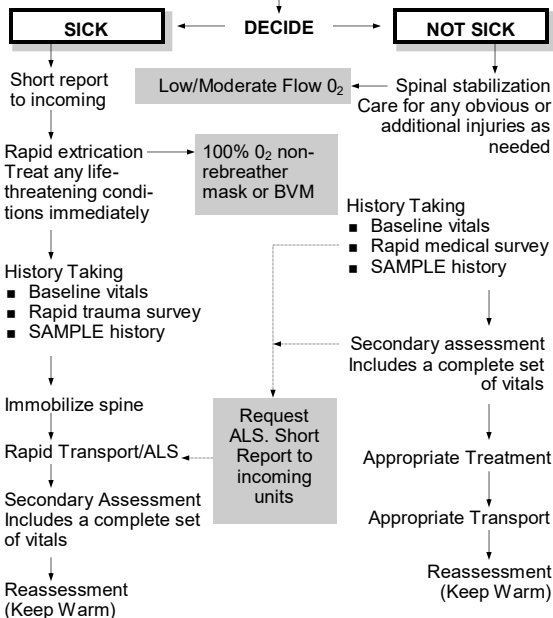 DECIDE
SICK
Short report
to incoming
Rapid extrication
Treat any life-
threatening condi-
tions immediately
100% 0₂ non-
rebreather
mask or BVM
History Taking
■ Baseline vitals
■ Rapid trauma survey
■ SAMPLE history
Immobilize spine
Rapid Transport/ALS
Secondary Assessment
Includes a complete set
of vitals
Reassessment
(Keep Warm)
Request
ALS. Short
Report to
incoming
units
NOT SICK
Spinal stabilization
Care for any obvious or
additional injuries as
needed
Low/Moderate Flow 0₂
History Taking
■ Baseline vitals
■ Rapid medical survey
■ SAMPLE history
Secondary assessment
Includes a complete set
of vitals
Appropriate Treatment
Appropriate Transport
Reassessment
(Keep Warm)